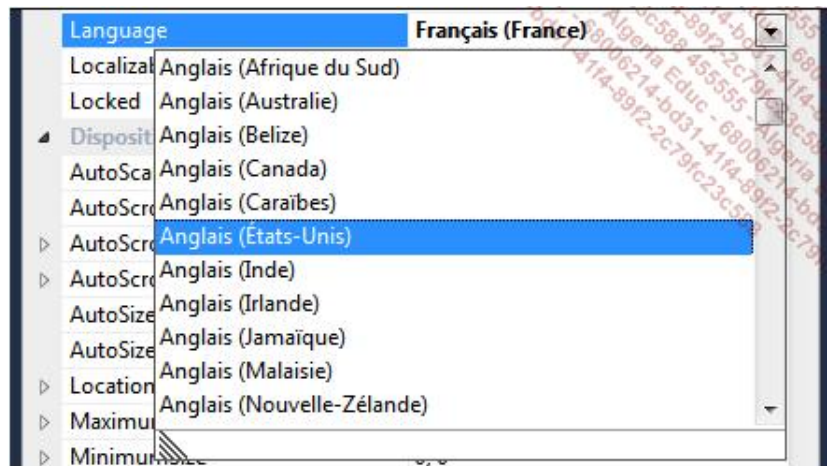 Language Français (France)
Localizab Anglais (Afrique du Sud)
Locked Anglais (Australie)
Disposit Anglais (Belize)
AutoSca Anglais (Canada)
AutoScro Anglais (Caraïbes)
AutoScro Anglais (États-Unis)
AutoScro Anglais (Inde)
AutoSize Anglais (Irlande)
AutoSize Anglais (Jamaïque)
Location Anglais (Malaisie)
Maximu Anglais (Nouvelle-Zélande)